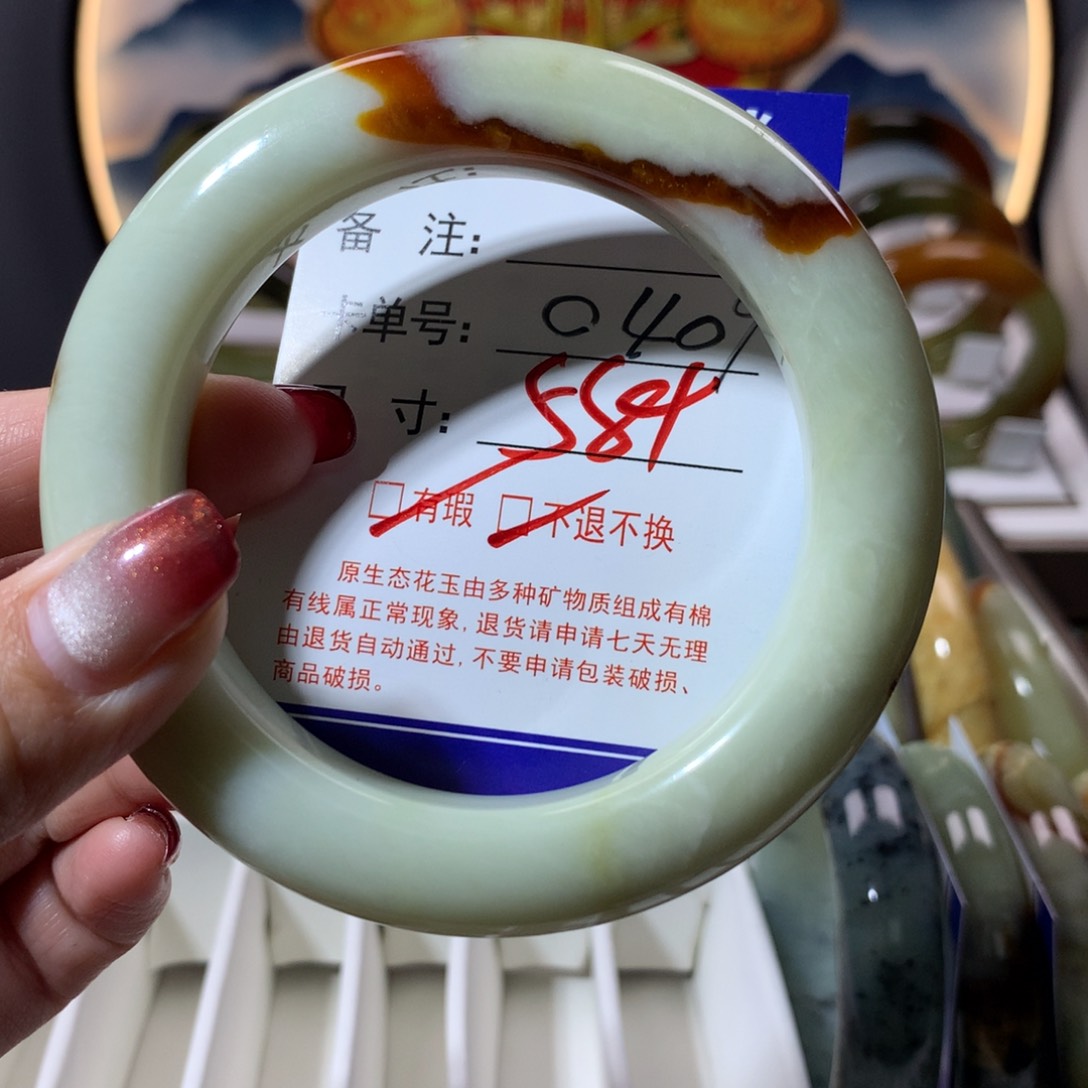 备 注:
单号: 0409
寸: 5841
□有瑕 □不退不换
原生态花玉由多种矿物质组成有棉
有线属正常现象,退货请申请七天无理
由退货自动通过,不要申请包装破损、
商品破损。